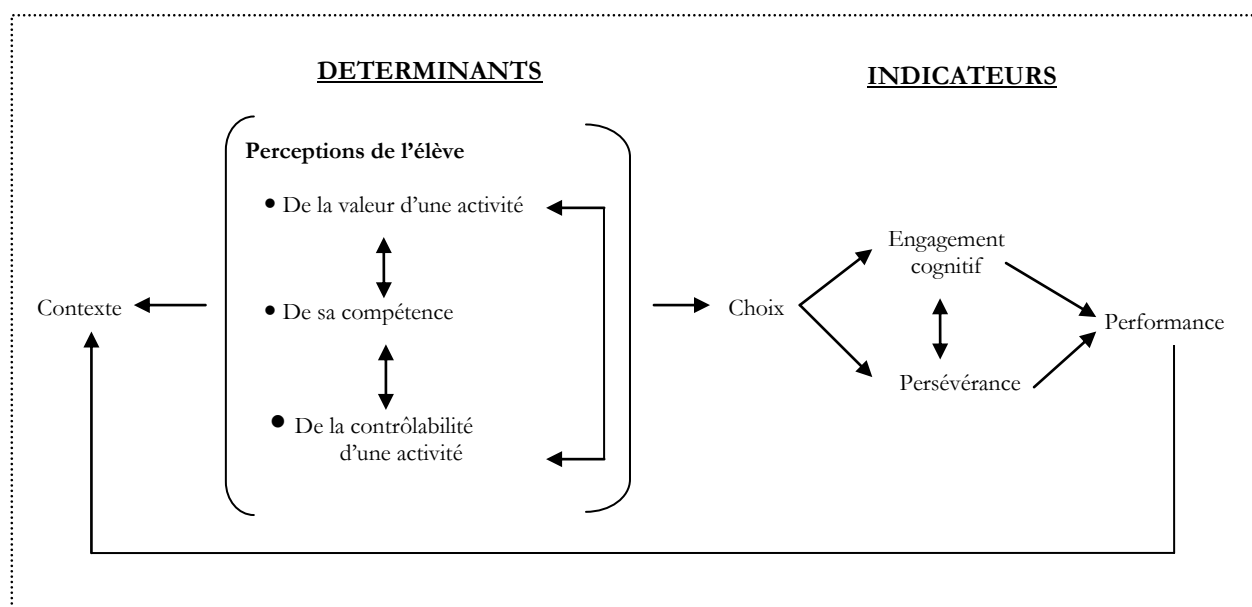 DETERMINANTS
INDICATEURS
Perceptions de l’élève
• De la valeur d’une activité
Engagement
cognitif
Contexte
• De sa compétence
Choix
Performance
Persévérance
• De la contrôlabilité
d’une activité